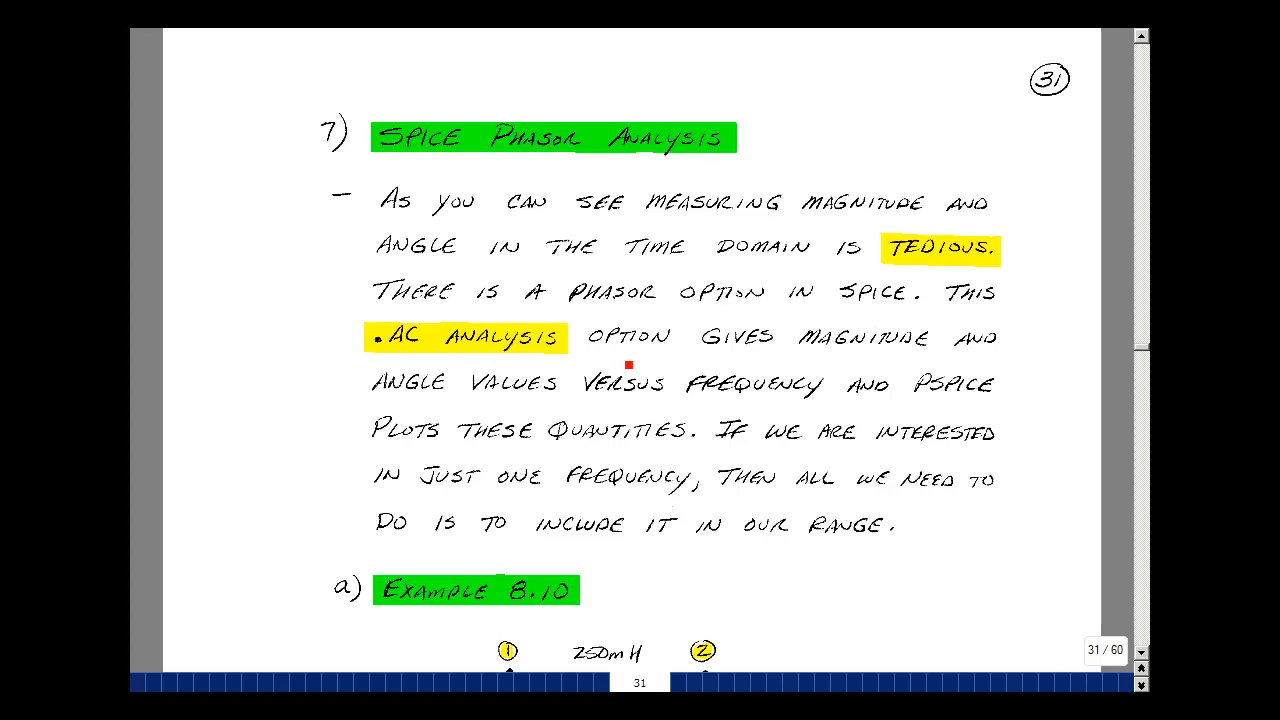 31
7) SPICE PHASOR ANALYSIS
- AS YOU CAN SEE MEASURING MAGNITUDE AND
ANGLE IN THE TIME DOMAIN IS TEDIOUS.
THERE IS A PHASOR OPTION IN SPICE. THIS
.AC ANALYSIS OPTION GIVES MAGNITUDE AND
ANGLE VALUES VERSUS FREQUENCY AND PSPICE
PLOTS THESE QUANTITIES. IF WE ARE INTERESTED
IN JUST ONE FREQUENCY, THEN ALL WE NEED TO
DO IS TO INCLUDE IT IN OUR RANGE.
a) EXAMPLE 8.10
1 250mH 2
31 / 60
31